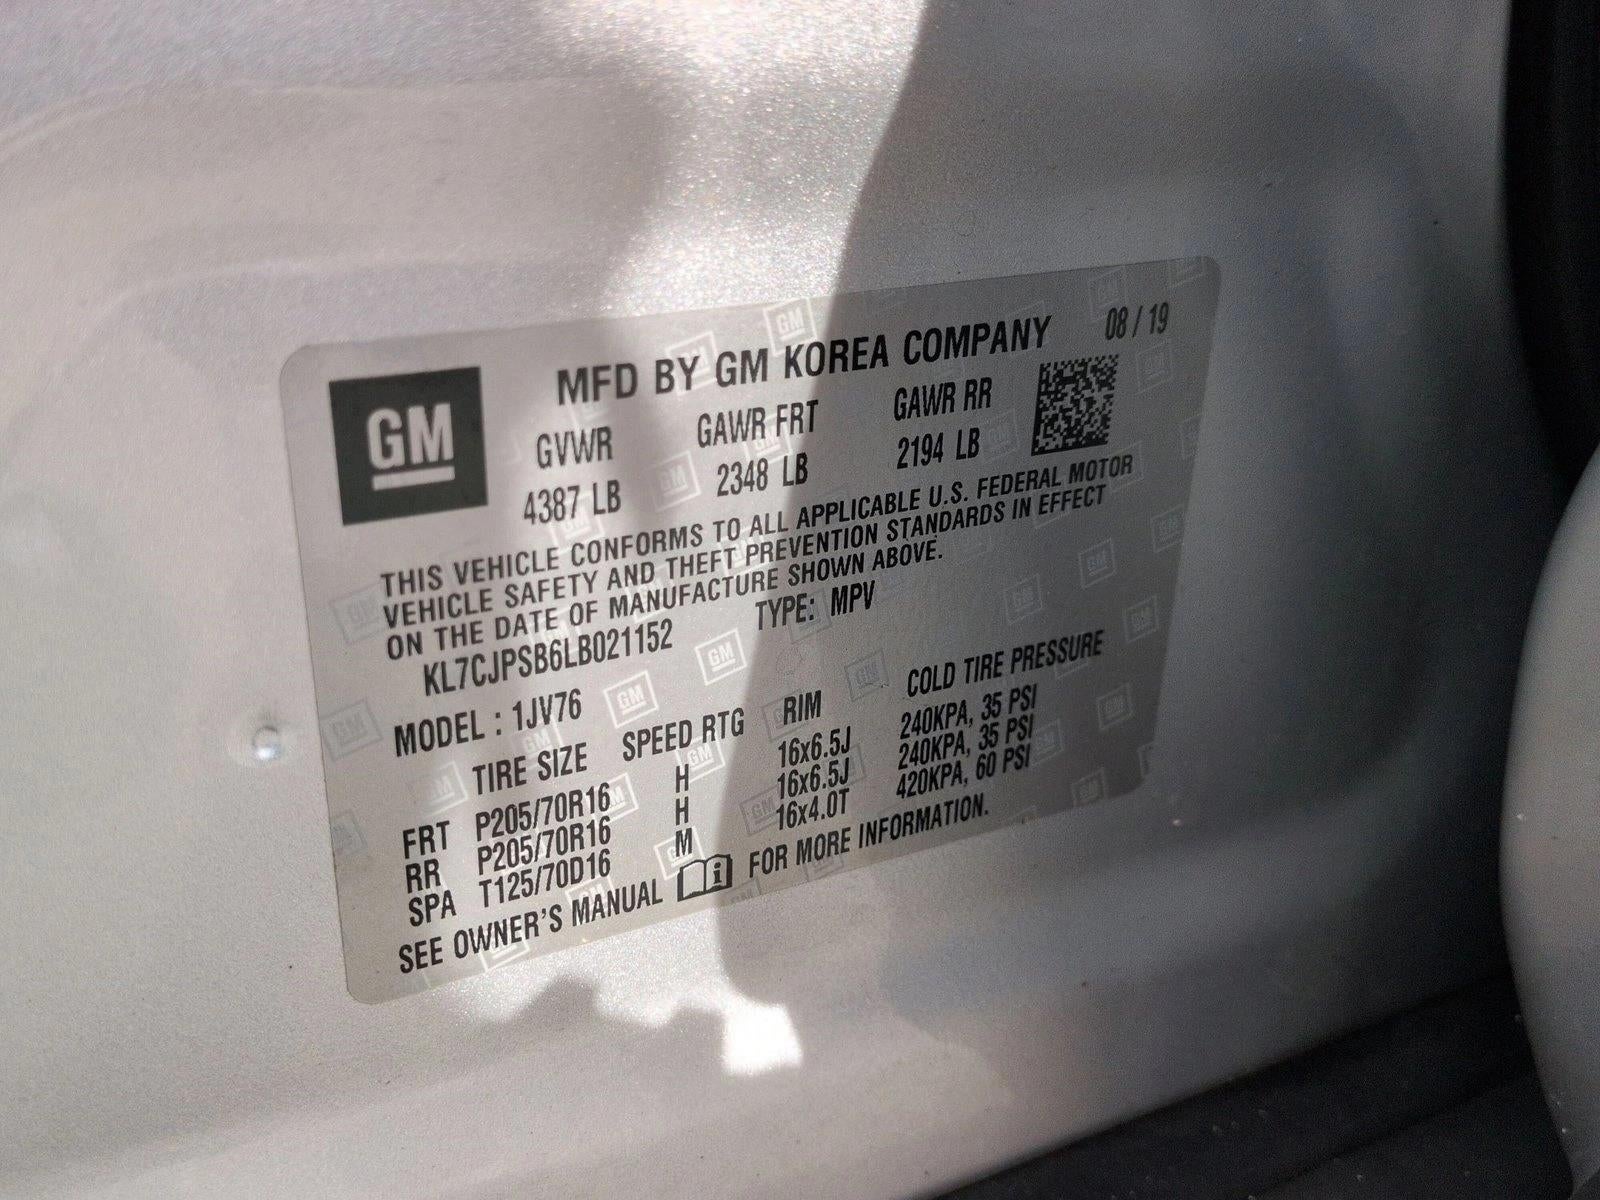 GM
MFD BY GM KOREA COMPANY 08 / 19
GVWR GAWR FRT GAWR RR
4387 LB 2348 LB 2194 LB
THIS VEHICLE CONFORMS TO ALL APPLICABLE U.S. FEDERAL MOTOR
VEHICLE SAFETY AND THEFT PREVENTION STANDARDS IN EFFECT
ON THE DATE OF MANUFACTURE SHOWN ABOVE.
KL7CJPSB6LB021152 TYPE: MPV
MODEL : 1JV76
TIRE SIZE SPEED RTG RIM COLD TIRE PRESSURE
FRT P205/70R16 H 16x6.5J 240KPA, 35 PSI
RR P205/70R16 H 16x6.5J 240KPA, 35 PSI
SPA T125/70D16 M 16x4.0T 420KPA, 60 PSI
SEE OWNER'S MANUAL FOR MORE INFORMATION.